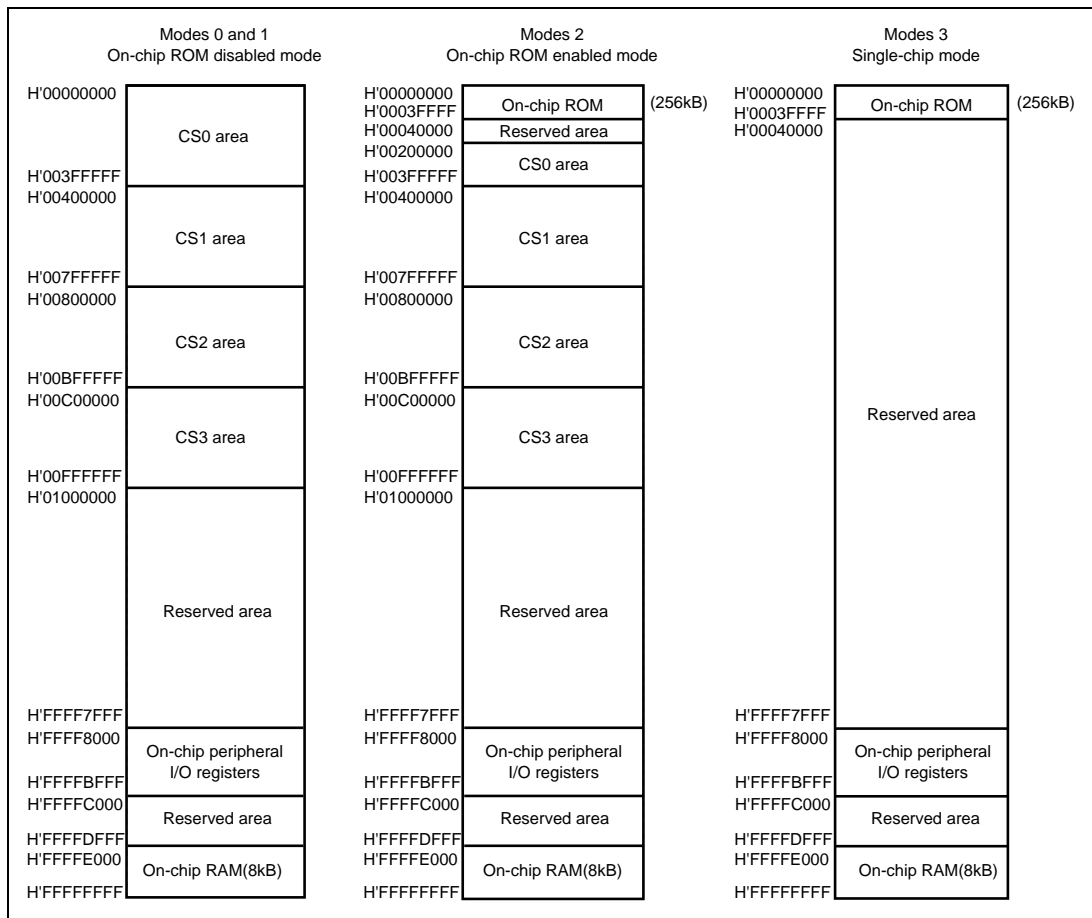 Modes 0 and 1
On-chip ROM disabled mode
H'00000000
CS0 area
H'003FFFFF
H'00400000
CS1 area
H'007FFFFF
H'00800000
CS2 area
H'00BFFFFF
H'00C00000
CS3 area
H'00FFFFFF
H'01000000
Reserved area
H'FFFF7FFF
H'FFFF8000
On-chip peripheral
I/O registers
H'FFFFBFFF
H'FFFFC000
Reserved area
H'FFFFDFFF
H'FFFFE000
On-chip RAM(8kB)
H'FFFFFFFF
Modes 2
On-chip ROM enabled mode
H'00000000
On-chip ROM
(256kB)
H'0003FFFF
H'00040000
Reserved area
H'00200000
CS0 area
H'003FFFFF
H'00400000
CS1 area
H'007FFFFF
H'00800000
CS2 area
H'00BFFFFF
H'00C00000
CS3 area
H'00FFFFFF
H'01000000
Reserved area
H'FFFF7FFF
H'FFFF8000
On-chip peripheral
I/O registers
H'FFFFBFFF
H'FFFFC000
Reserved area
H'FFFFDFFF
H'FFFFE000
On-chip RAM(8kB)
H'FFFFFFFF
Modes 3
Single-chip mode
H'00000000
On-chip ROM
(256kB)
H'0003FFFF
H'00040000
Reserved area
H'FFFF7FFF
H'FFFF8000
On-chip peripheral
I/O registers
H'FFFFBFFF
H'FFFFC000
Reserved area
H'FFFFDFFF
H'FFFFE000
On-chip RAM(8kB)
H'FFFFFFFF